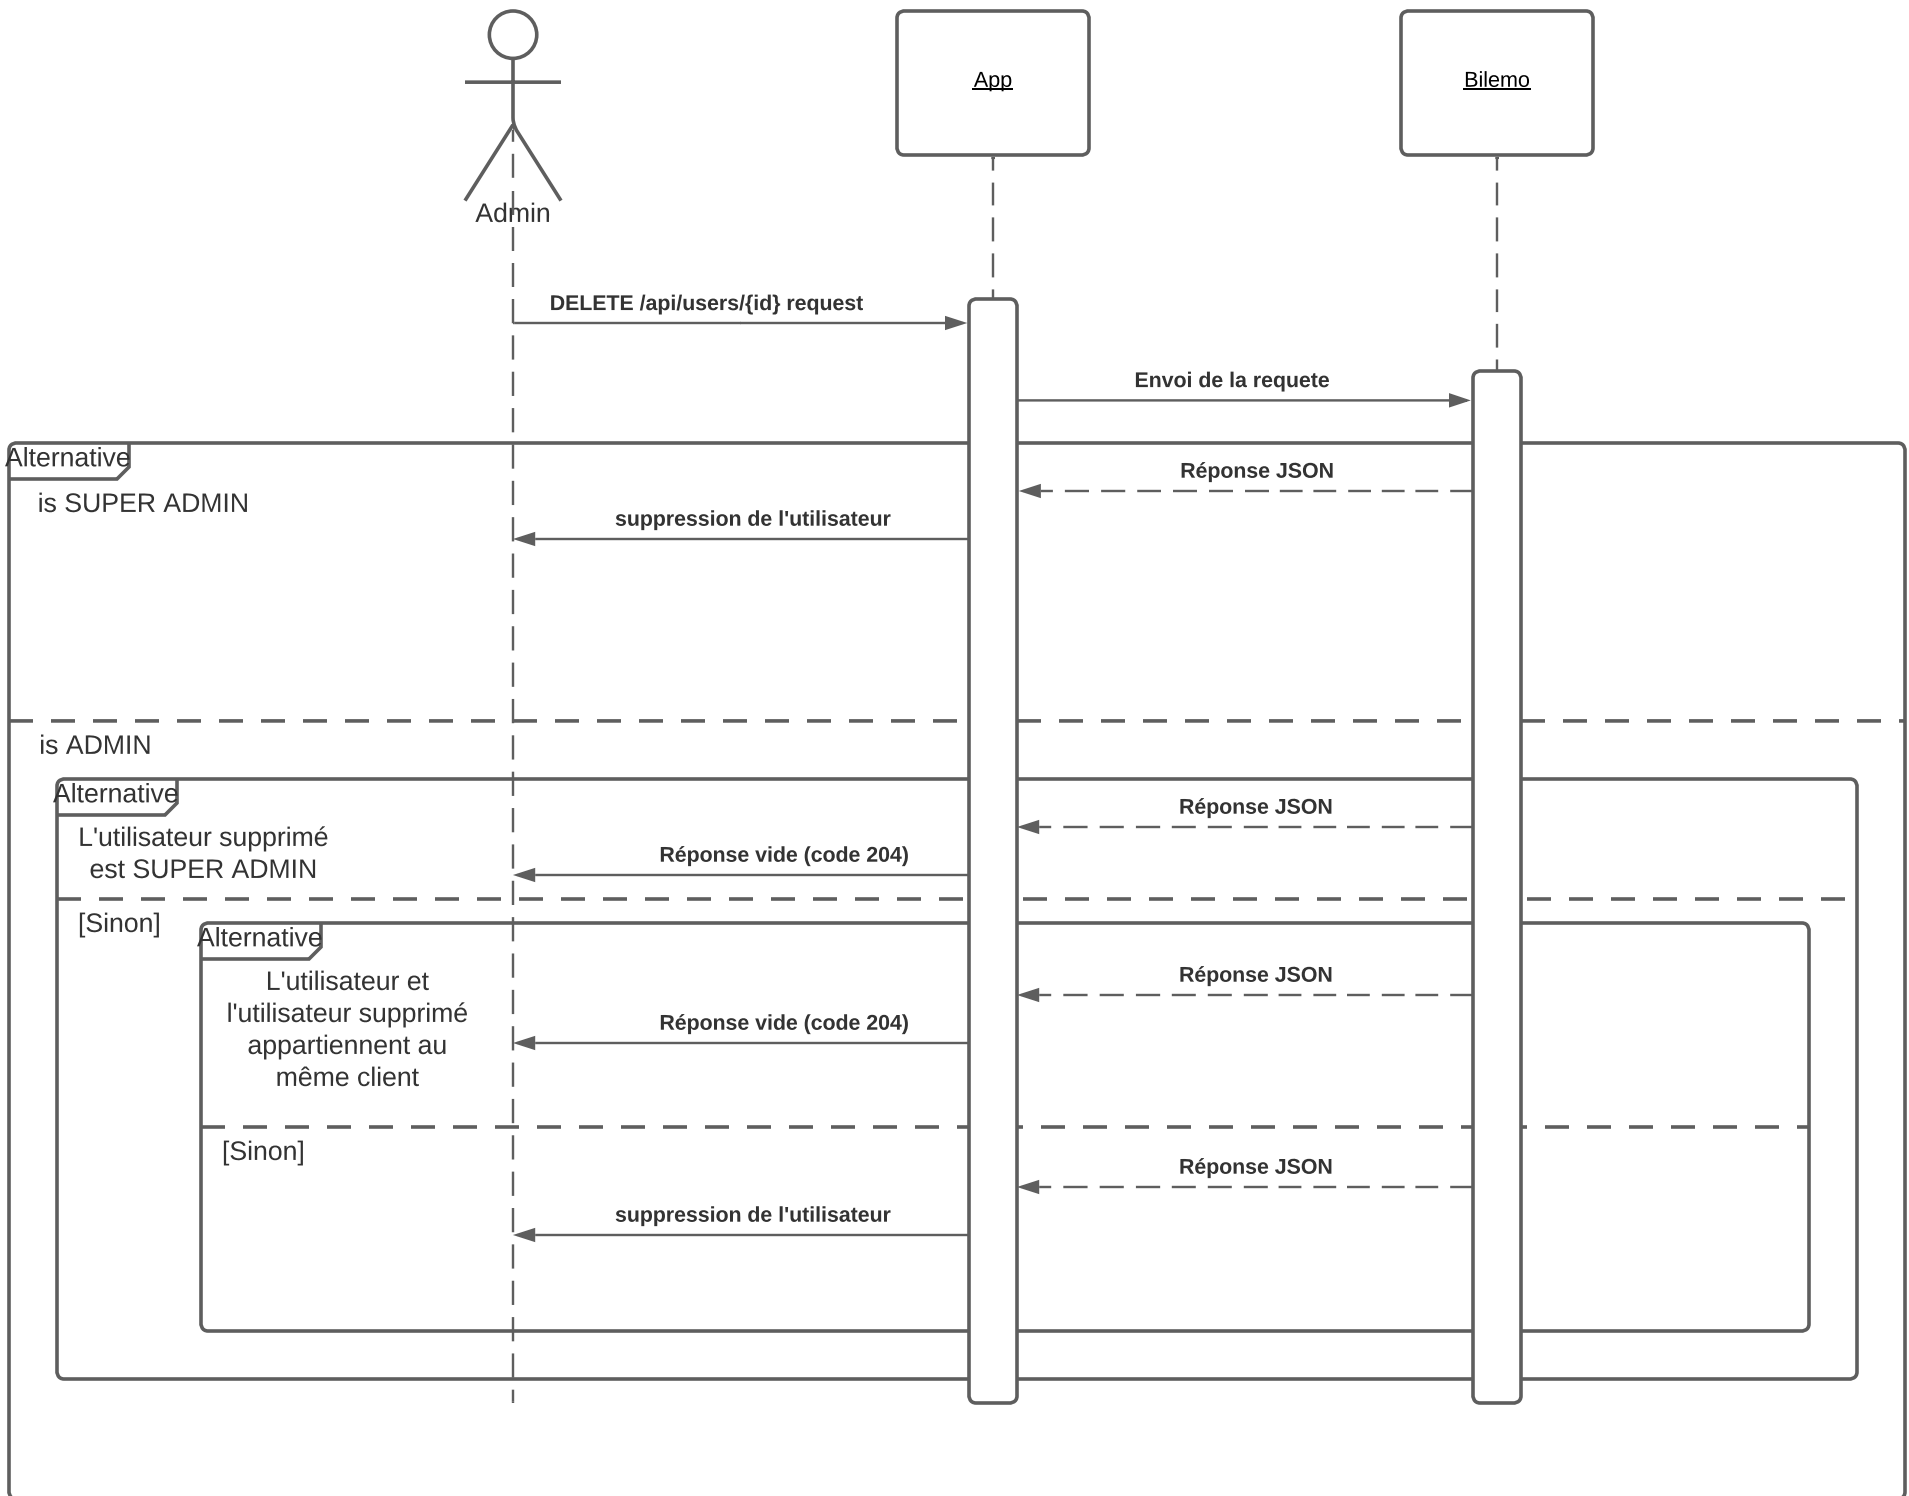 App
Bilemo
Admin
DELETE /api/users/{id} request
Envoi de la requete
Alternative
Réponse JSON
is SUPER ADMIN
suppression de l'utilisateur
is ADMIN
Alternative
Réponse JSON
L'utilisateur supprimé
est SUPER ADMIN
Réponse vide (code 204)
[Sinon]
Alternative
L'utilisateur et
l'utilisateur supprimé
appartiennent au
même client
Réponse JSON
Réponse vide (code 204)
[Sinon]
Réponse JSON
suppression de l'utilisateur